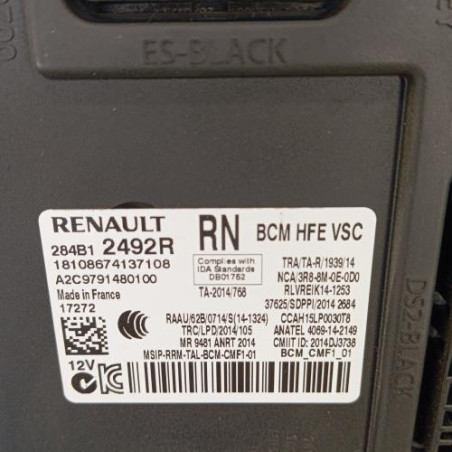 ES-BLACK
RENAULT
284B1 2492R
18108674137108
A2C9791480100
Made in France
17272
12V
RN BCM HFE VSC
Complies with
IDA Standards
DB01752
TA-2014/768
TRA/TA-R/1939/14
NCA/3R8-8M-0E-0D0
RLVREIK14-1253
37625/SDPPI/2014 2684
RAAU/62B/0714/S(14-1324)
CCAH15LP0030T8
TRC/LPD/2014/105
ANATEL 4069-14-2149
MR 9481 ANRT 2014
CMIIT ID: 2014DJ3738
MSIP-RRM-TAL-BCM-CMF1-01
BCM_CMF1_01
DS2-BLACK